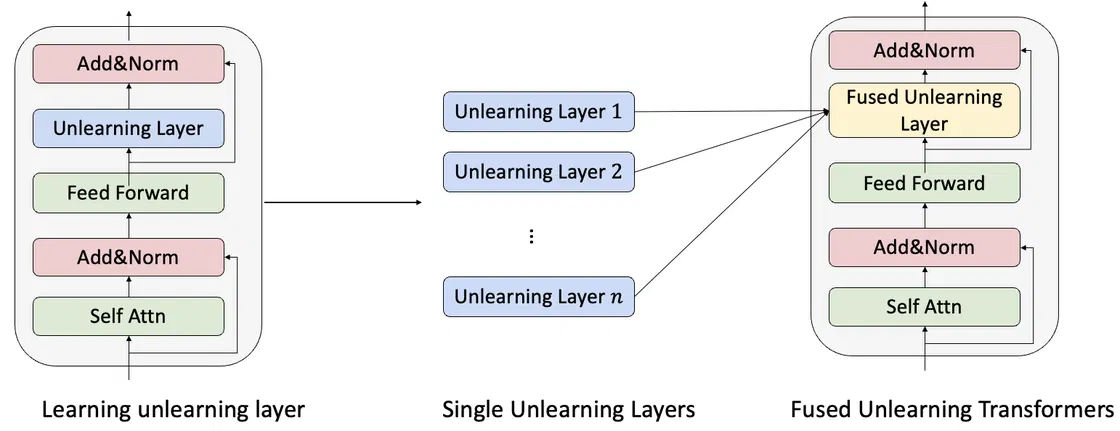 Add&Norm
Unlearning Layer
Feed Forward
Add&Norm
Self Attn
Learning unlearning layer
Unlearning Layer 1
Unlearning Layer 2
⋮
Unlearning Layer n
Single Unlearning Layers
Add&Norm
Fused Unlearning
Layer
Feed Forward
Add&Norm
Self Attn
Fused Unlearning Transformers